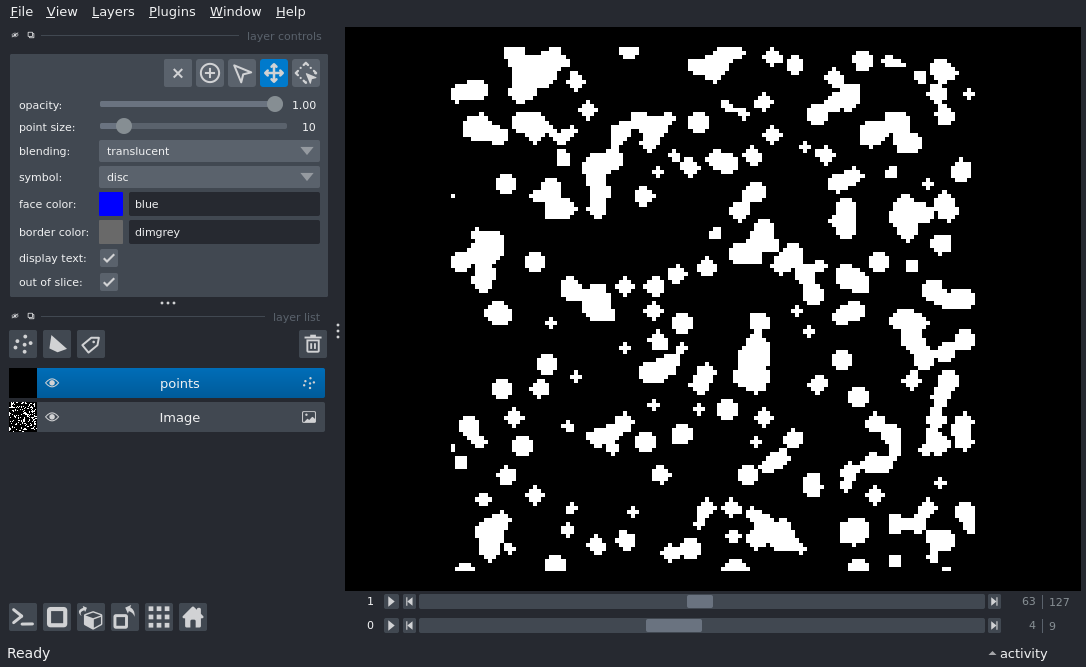 File View Layers Plugins Window Help
layer controls
opacity: 1.00
point size: 10
blending: translucent
symbol: disc
face color: blue
border color: dimgrey
display text:
out of slice:
layer list
points
Image
1 63 127
0 4 9
Ready activity